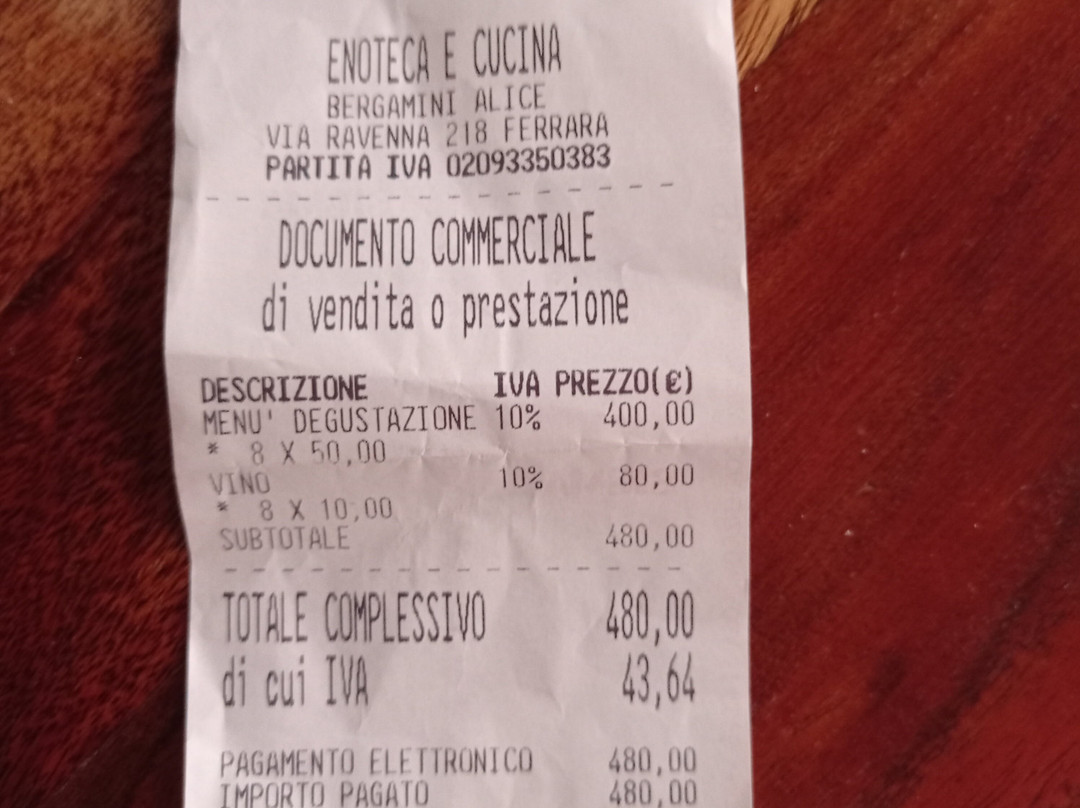 ENOTECA E CUCINA
BERGAMINI ALICE
VIA RAVENNA 218 FERRARA
PARTITA IVA 02093350383
DOCUMENTO COMMERCIALE
di vendita o prestazione
DESCRIZIONE IVA PREZZO(€)
MENU' DEGUSTAZIONE 10% 400,00
* 8 X 50,00
VINO 10% 80,00
* 8 X 10,00
SUBTOTALE 480,00
TOTALE COMPLESSIVO 480,00
di cui IVA 43,64
PAGAMENTO ELETTRONICO 480,00
IMPORTO PAGATO 480,00